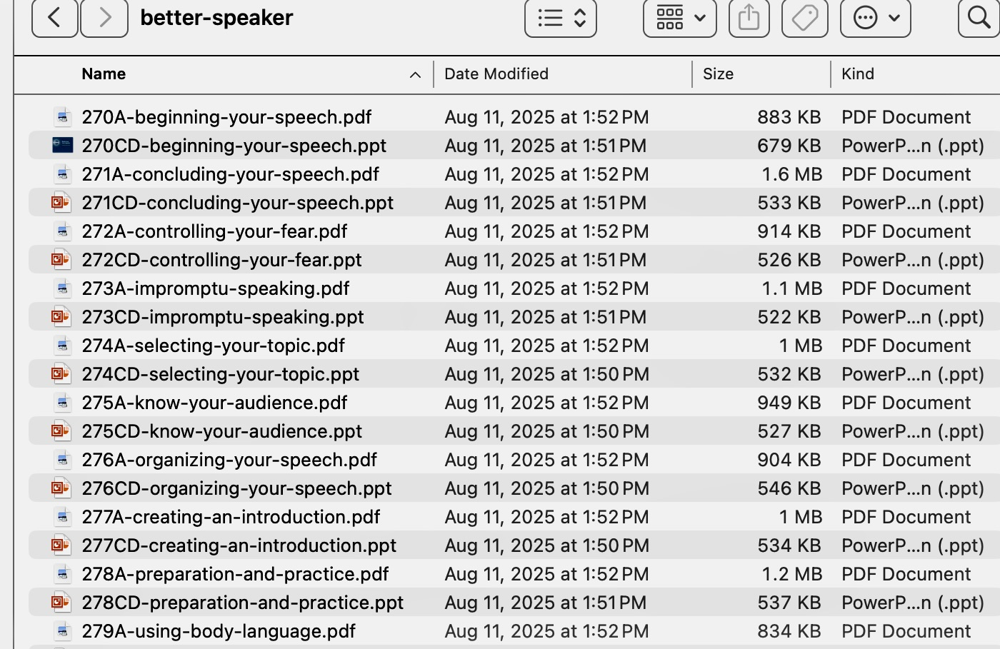 better-speaker
Name Date Modified Size Kind
270A-beginning-your-speech.pdf Aug 11, 2025 at 1:52 PM 883 KB PDF Document
270CD-beginning-your-speech.ppt Aug 11, 2025 at 1:51 PM 679 KB PowerP...n (.ppt)
271A-concluding-your-speech.pdf Aug 11, 2025 at 1:52 PM 1.6 MB PDF Document
271CD-concluding-your-speech.ppt Aug 11, 2025 at 1:51 PM 533 KB PowerP...n (.ppt)
272A-controlling-your-fear.pdf Aug 11, 2025 at 1:52 PM 914 KB PDF Document
272CD-controlling-your-fear.ppt Aug 11, 2025 at 1:51 PM 526 KB PowerP...n (.ppt)
273A-impromptu-speaking.pdf Aug 11, 2025 at 1:52 PM 1.1 MB PDF Document
273CD-impromptu-speaking.ppt Aug 11, 2025 at 1:51 PM 522 KB PowerP...n (.ppt)
274A-selecting-your-topic.pdf Aug 11, 2025 at 1:52 PM 1 MB PDF Document
274CD-selecting-your-topic.ppt Aug 11, 2025 at 1:50 PM 532 KB PowerP...n (.ppt)
275A-know-your-audience.pdf Aug 11, 2025 at 1:52 PM 949 KB PDF Document
275CD-know-your-audience.ppt Aug 11, 2025 at 1:50 PM 527 KB PowerP...n (.ppt)
276A-organizing-your-speech.pdf Aug 11, 2025 at 1:52 PM 904 KB PDF Document
276CD-organizing-your-speech.ppt Aug 11, 2025 at 1:50 PM 546 KB PowerP...n (.ppt)
277A-creating-an-introduction.pdf Aug 11, 2025 at 1:52 PM 1 MB PDF Document
277CD-creating-an-introduction.ppt Aug 11, 2025 at 1:50 PM 534 KB PowerP...n (.ppt)
278A-preparation-and-practice.pdf Aug 11, 2025 at 1:52 PM 1.2 MB PDF Document
278CD-preparation-and-practice.ppt Aug 11, 2025 at 1:51 PM 537 KB PowerP...n (.ppt)
279A-using-body-language.pdf Aug 11, 2025 at 1:52 PM 834 KB PDF Document